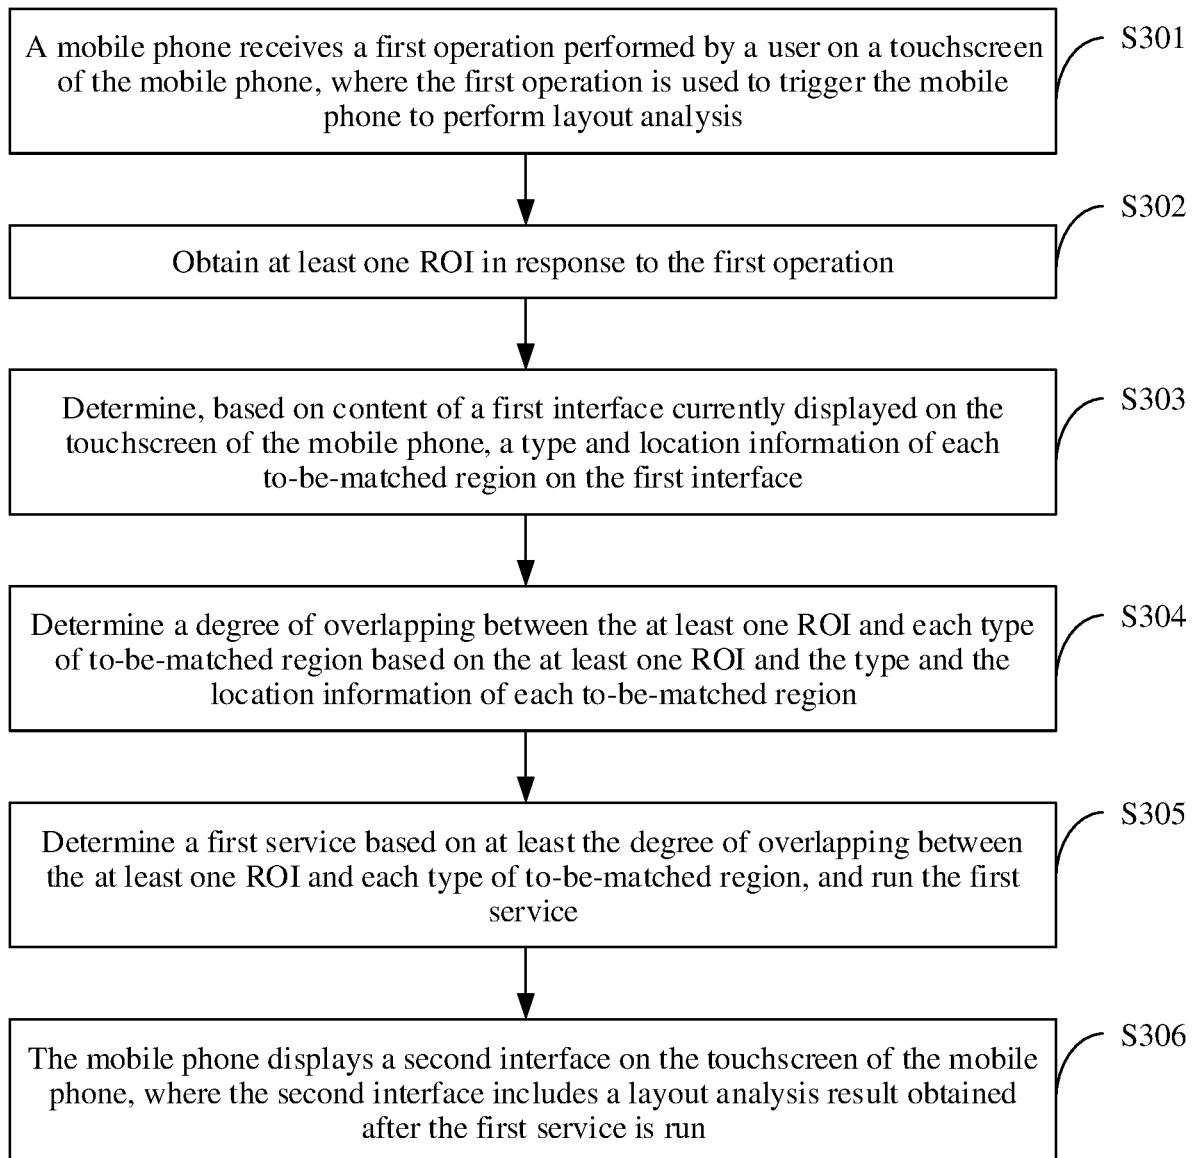 A mobile phone receives a first operation performed by a user on a touchscreen
of the mobile phone, where the first operation is used to trigger the mobile
phone to perform layout analysis
S301
Obtain at least one ROI in response to the first operation
S302
Determine, based on content of a first interface currently displayed on the
touchscreen of the mobile phone, a type and location information of each
to-be-matched region on the first interface
S303
Determine a degree of overlapping between the at least one ROI and each type
of to-be-matched region based on the at least one ROI and the type and the
location information of each to-be-matched region
S304
Determine a first service based on at least the degree of overlapping between
the at least one ROI and each type of to-be-matched region, and run the first
service
S305
The mobile phone displays a second interface on the touchscreen of the mobile
phone, where the second interface includes a layout analysis result obtained
after the first service is run
S306